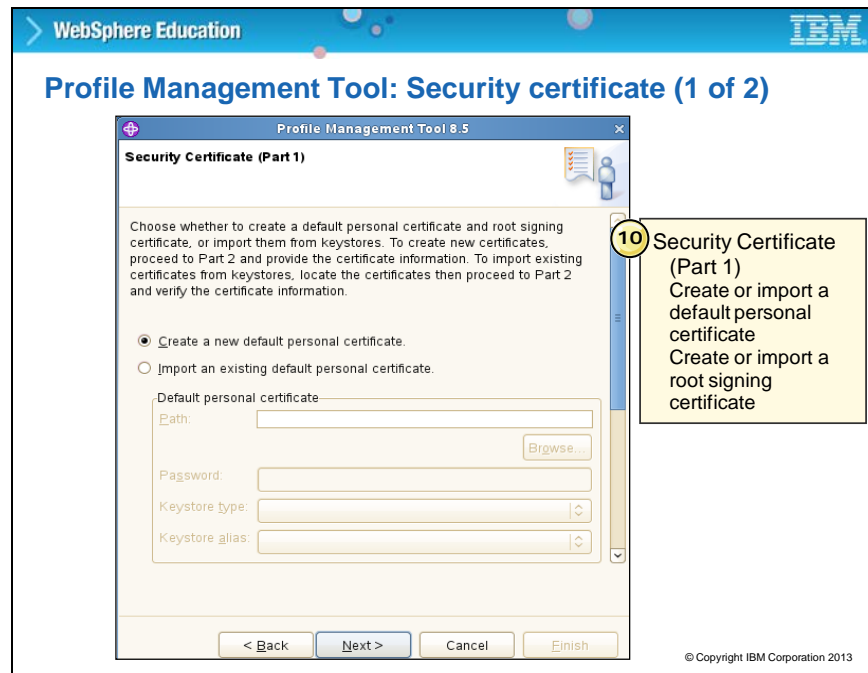 WebSphere Education
IBM
Profile Management Tool: Security certificate (1 of 2)
Profile Management Tool 8.5
Security Certificate (Part 1)
Choose whether to create a default personal certificate and root signing
certificate, or import them from keystores. To create new certificates,
proceed to Part 2 and provide the certificate information. To import existing
certificates from keystores, locate the certificates then proceed to Part 2
and verify the certificate information.
Create a new default personal certificate.
Import an existing default personal certificate.
Default personal certificate
Path:
Browse...
Password:
Keystore type:
Keystore alias:
< Back
Next >
Cancel
Finish
10
Security Certificate
(Part 1)
Create or import a
default personal
certificate
Create or import a
root signing
certificate
© Copyright IBM Corporation 2013